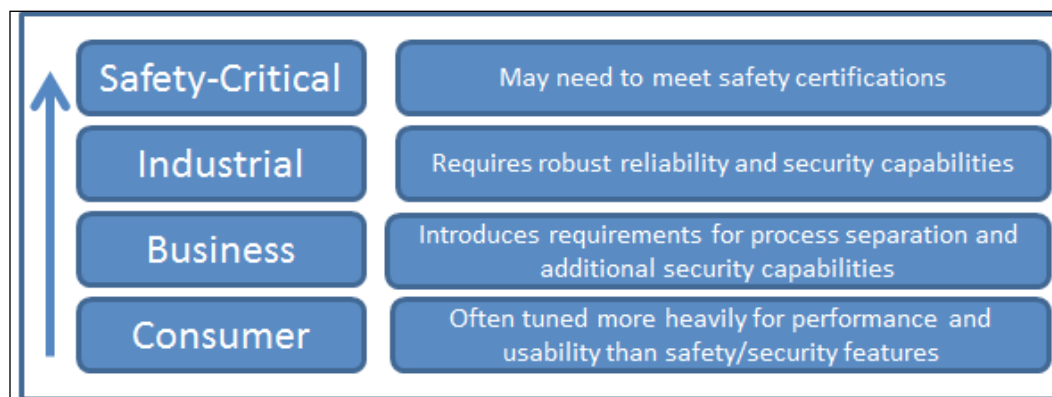 Safety-Critical
May need to meet safety certifications
Industrial
Requires robust reliability and security capabilities
Business
Introduces requirements for process separation and
additional security capabilities
Consumer
Often tuned more heavily for performance and
usability than safety/security features